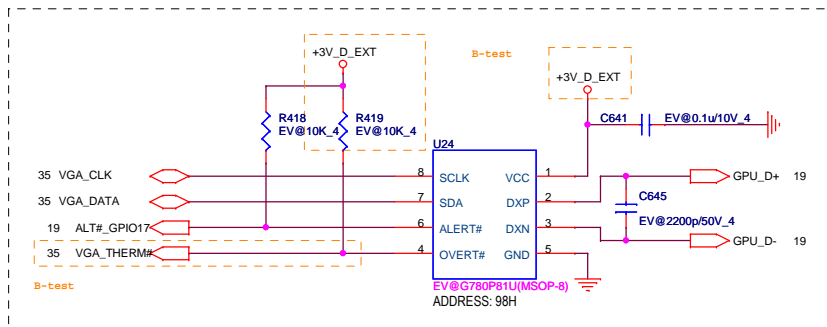 B-test
+3V_D_EXT
+3V_D_EXT
R418
EV@10K_4
R419
EV@10K_4
C641
EV@0.1u/10V_4
U24
35 VGA_CLK
8
SCLK
VCC
1
GPU_D+ 19
35 VGA_DATA
7
SDA
DXP
2
C645
EV@2200p/50V_4
19 ALT#_GPIO17
6
ALERT#
DXN
3
GPU_D- 19
35 VGA_THERM#
4
OVERT#
GND
5
B-test
EV@G780P81U(MSOP-8)
ADDRESS: 98H